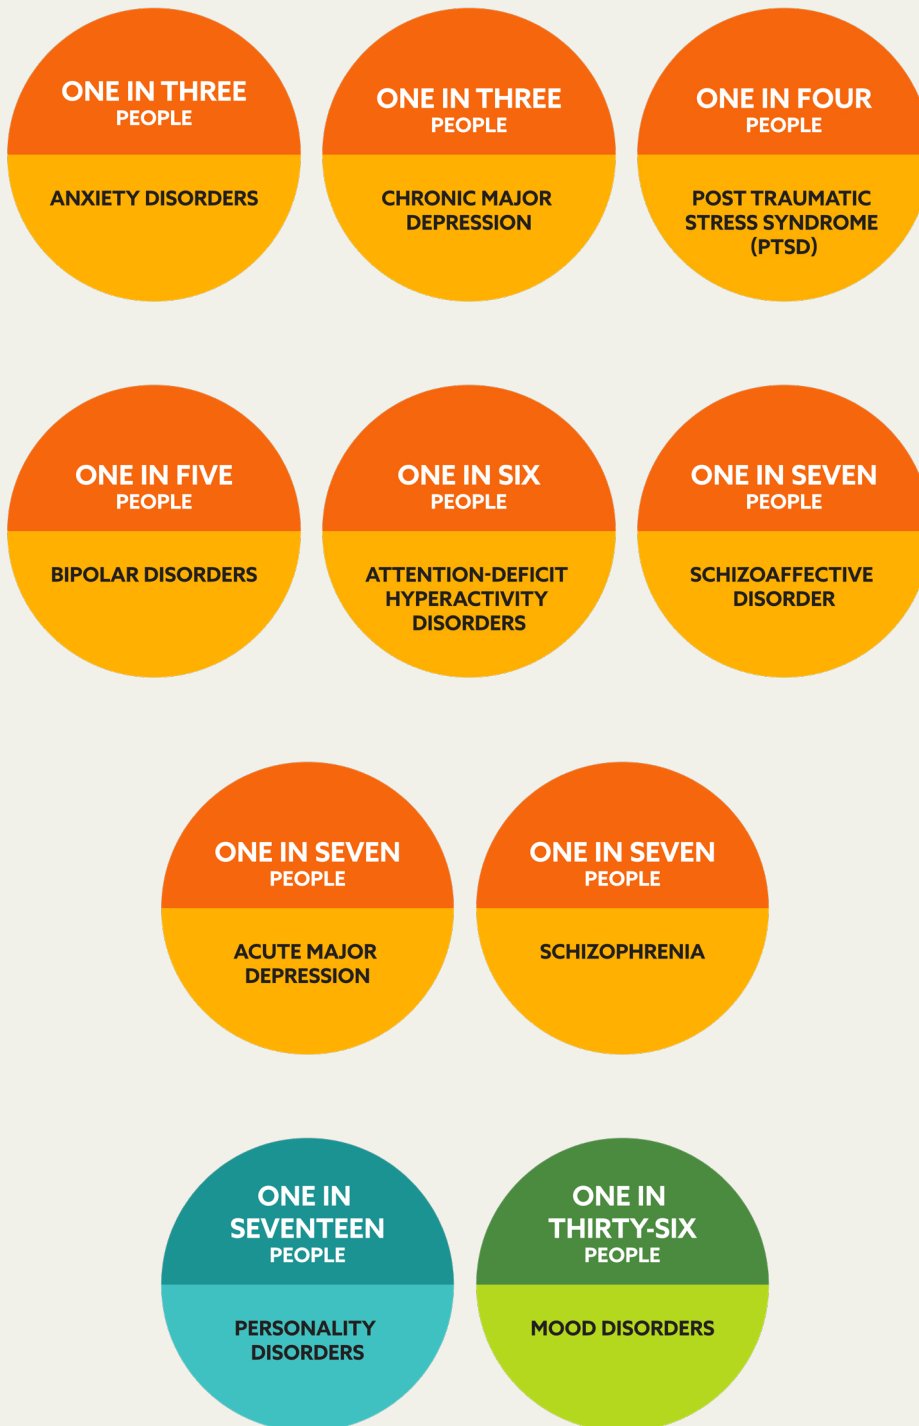 ONE IN THREE
PEOPLE
ANXIETY DISORDERS
ONE IN THREE
PEOPLE
CHRONIC MAJOR
DEPRESSION
ONE IN FOUR
PEOPLE
POST TRAUMATIC
STRESS SYNDROME
(PTSD)
ONE IN FIVE
PEOPLE
BIPOLAR DISORDERS
ONE IN SIX
PEOPLE
ATTENTION-DEFICIT
HYPERACTIVITY
DISORDERS
ONE IN SEVEN
PEOPLE
SCHIZOAFFECTIVE
DISORDER
ONE IN SEVEN
PEOPLE
ACUTE MAJOR
DEPRESSION
ONE IN SEVEN
PEOPLE
SCHIZOPHRENIA
ONE IN
SEVENTEEN
PEOPLE
PERSONALITY
DISORDERS
ONE IN
THIRTY-SIX
PEOPLE
MOOD DISORDERS